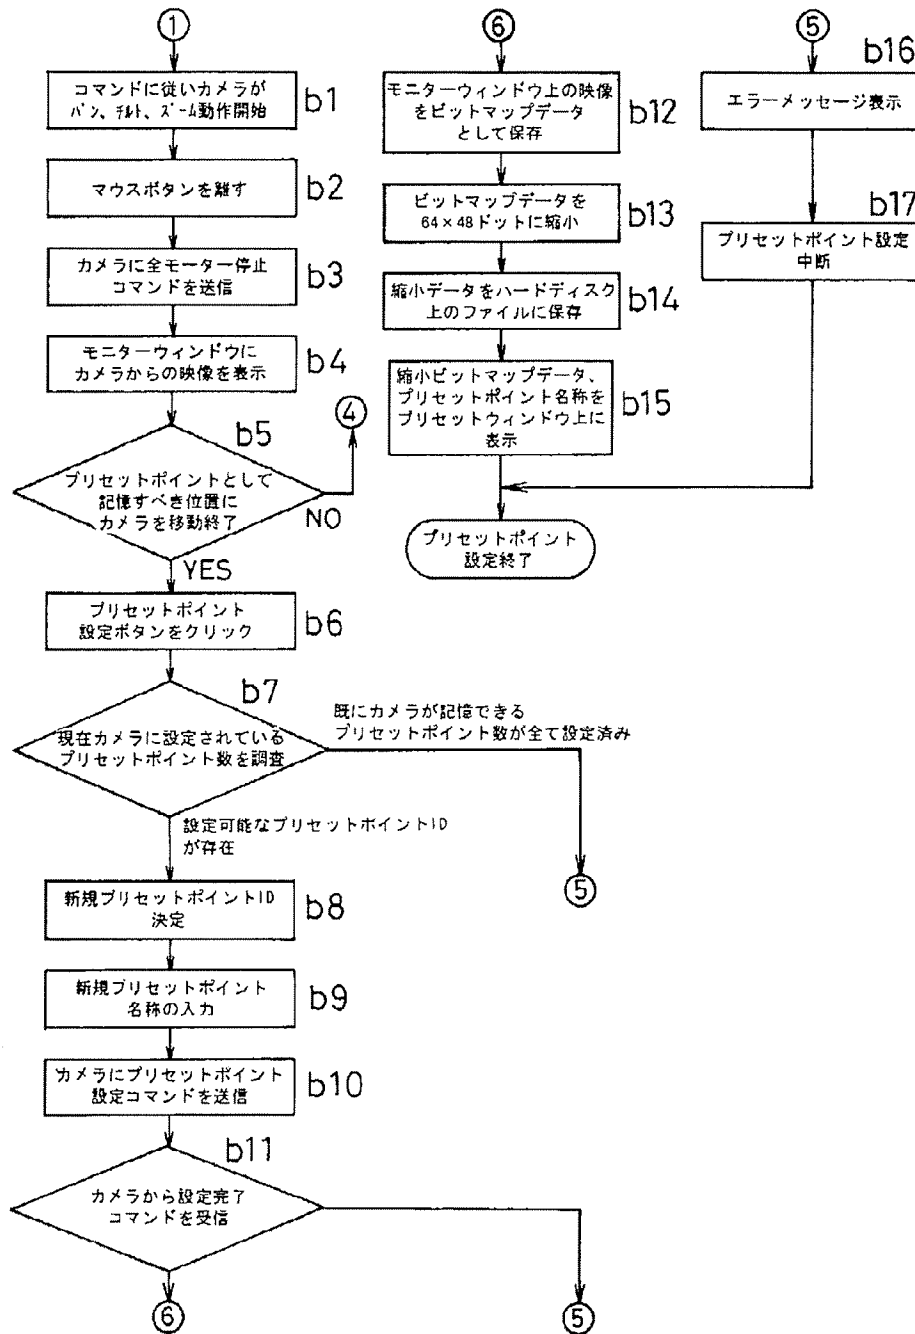 ①
コマンドに従いカメラが
パン、チルト、ズーム動作開始
b1
マウスボタンを離す
b2
カメラに全モーター停止
コマンドを送信
b3
モニターウィンドウに
カメラからの映像を表示
b4
④
b5
プリセットポイントとして
記憶すべき位置に
カメラを移動終了
NO
YES
プリセットポイント
設定ボタンをクリック
b6
b7
現在カメラに設定されている
プリセットポイント数を調査
既にカメラが記憶できる
プリセットポイント数が全て設定済み
設定可能なプリセットポイントID
が存在
⑤
新規プリセットポイントID
決定
b8
新規プリセットポイント
名称の入力
b9
カメラにプリセットポイント
設定コマンドを送信
b10
b11
カメラから設定完了
コマンドを受信
⑥
⑤
⑥
モニターウィンドウ上の映像
をビットマップデータ
として保存
b12
ビットマップデータを
64×48ドットに縮小
b13
縮小データをハードディスク
上のファイルに保存
b14
縮小ビットマップデータ、
プリセットポイント名称を
プリセットウィンドウ上に
表示
b15
プリセットポイント
設定終了
⑤
b16
エラーメッセージ表示
b17
プリセットポイント設定
中断